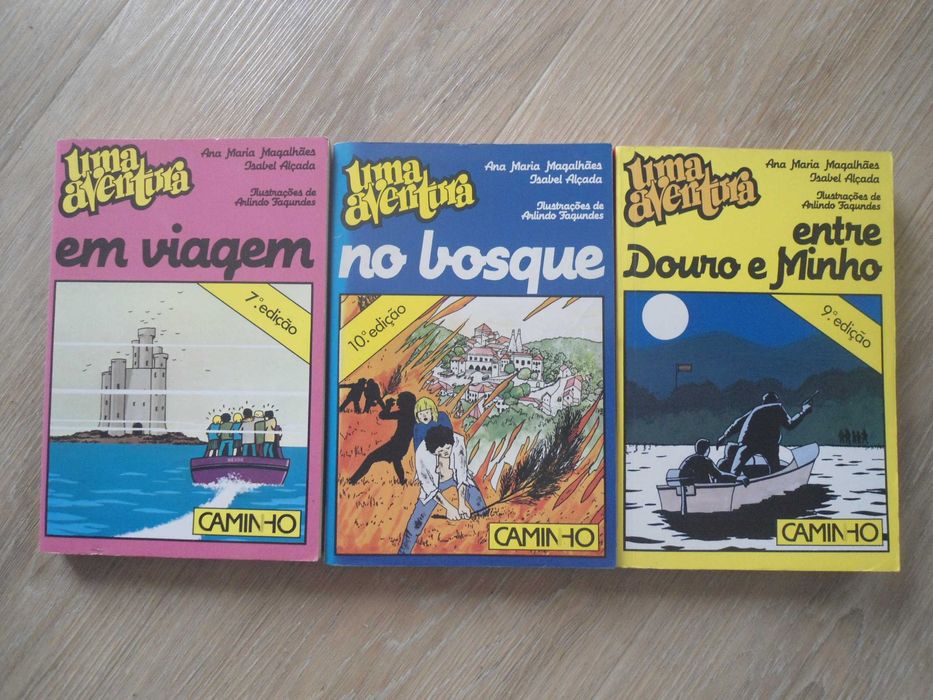 uma
aventura
Ana Maria Magalhães
Isabel Alçada
Ilustrações de
Arlindo Fagundes
em viagem
7.ª edição
CAMINHO
uma
aventura
Ana Maria Magalhães
Isabel Alçada
Ilustrações de
Arlindo Fagundes
no bosque
10.ª edição
CAMINHO
uma
aventura
Ana Maria Magalhães
Isabel Alçada
Ilustrações de
Arlindo Fagundes
entre
Douro e Minho
9.ª edição
CAMINHO